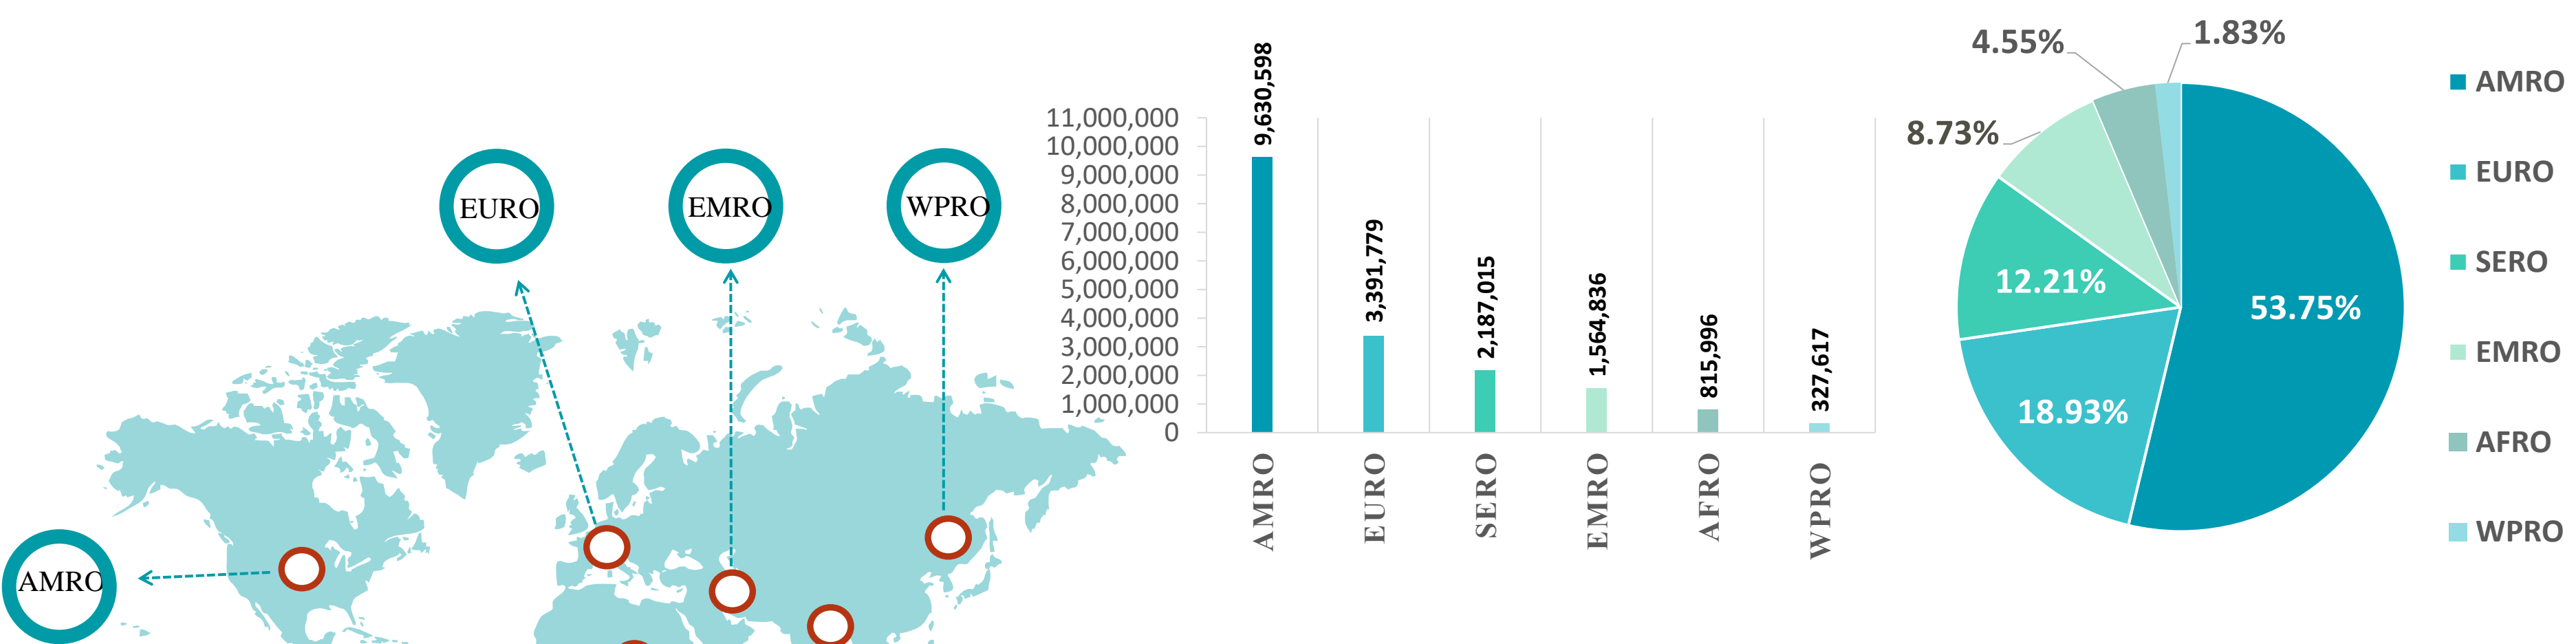 EURO
EMRO
WPRO
AMRO
11,000,000
10,000,000
9,000,000
8,000,000
7,000,000
6,000,000
5,000,000
4,000,000
3,000,000
2,000,000
1,000,000
0
9,630,598
3,391,779
2,187,015
1,564,836
815,996
327,617
AMRO
EURO
SERO
EMRO
AFRO
WPRO
4.55%
1.83%
8.73%
12.21%
53.75%
18.93%
AMRO
EURO
SERO
EMRO
AFRO
WPRO